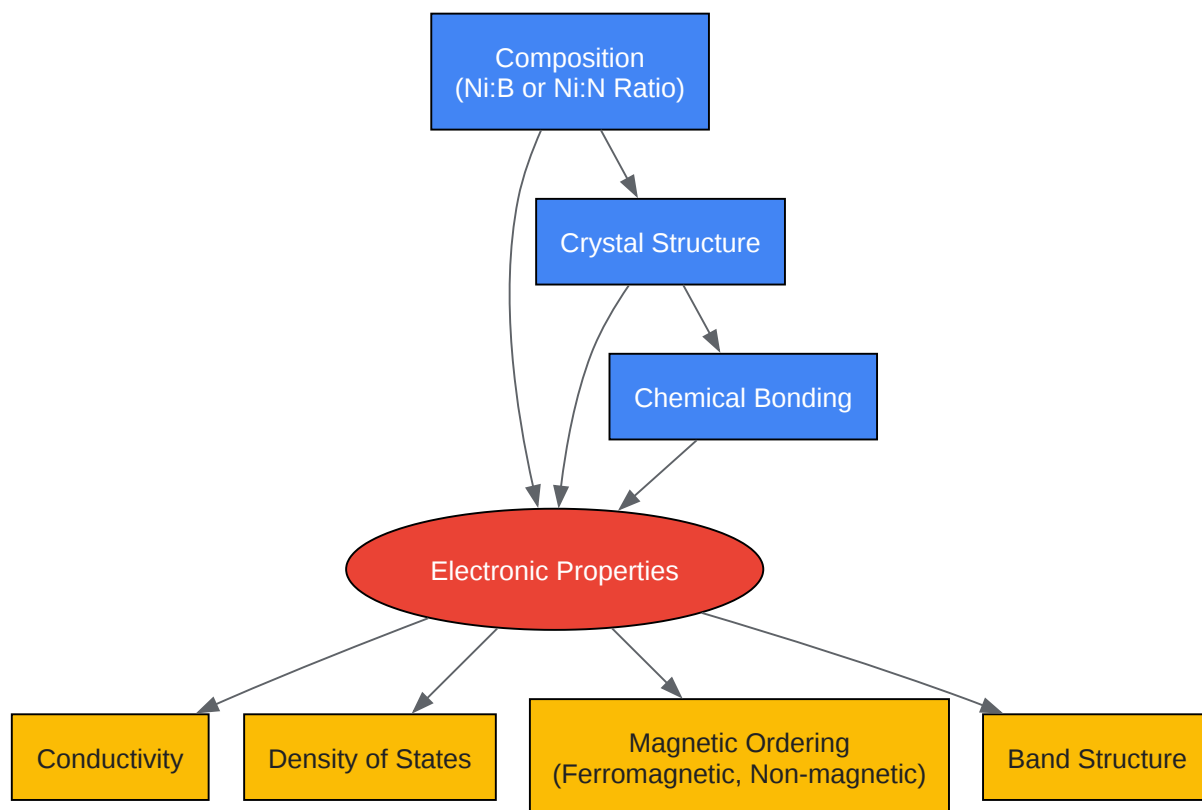 Composition
(Ni:B or Ni:N Ratio)
Crystal Structure
Chemical Bonding
Electronic Properties
Conductivity
Density of States
Magnetic Ordering
(Ferromagnetic, Non-magnetic)
Band Structure